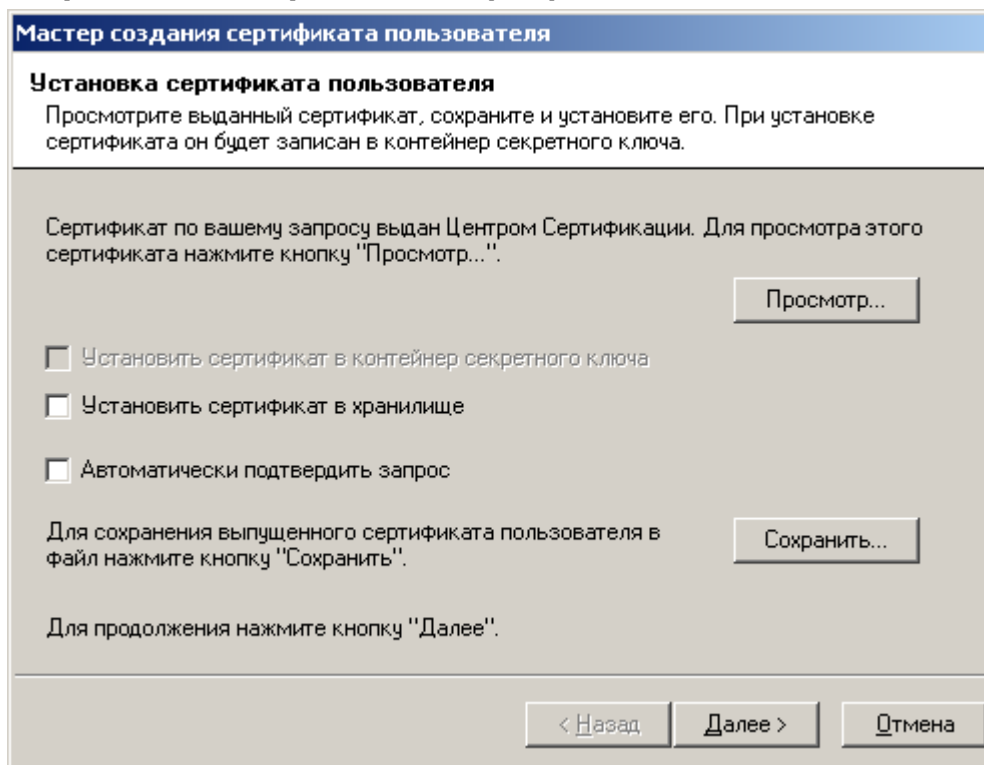 Мастер создания сертификата пользователя
Установка сертификата пользователя
Просмотрите выданный сертификат, сохраните и установите его. При установке
сертификата он будет записан в контейнер секретного ключа.
Сертификат по вашему запросу выдан Центром Сертификации. Для просмотра этого
сертификата нажмите кнопку "Просмотр...".
Просмотр...
Установить сертификат в контейнер секретного ключа
Установить сертификат в хранилище
Автоматически подтвердить запрос
Для сохранения выпущенного сертификата пользователя в
файл нажмите кнопку "Сохранить".
Сохранить...
Для продолжения нажмите кнопку "Далее".
< Назад
Далее >
Отмена